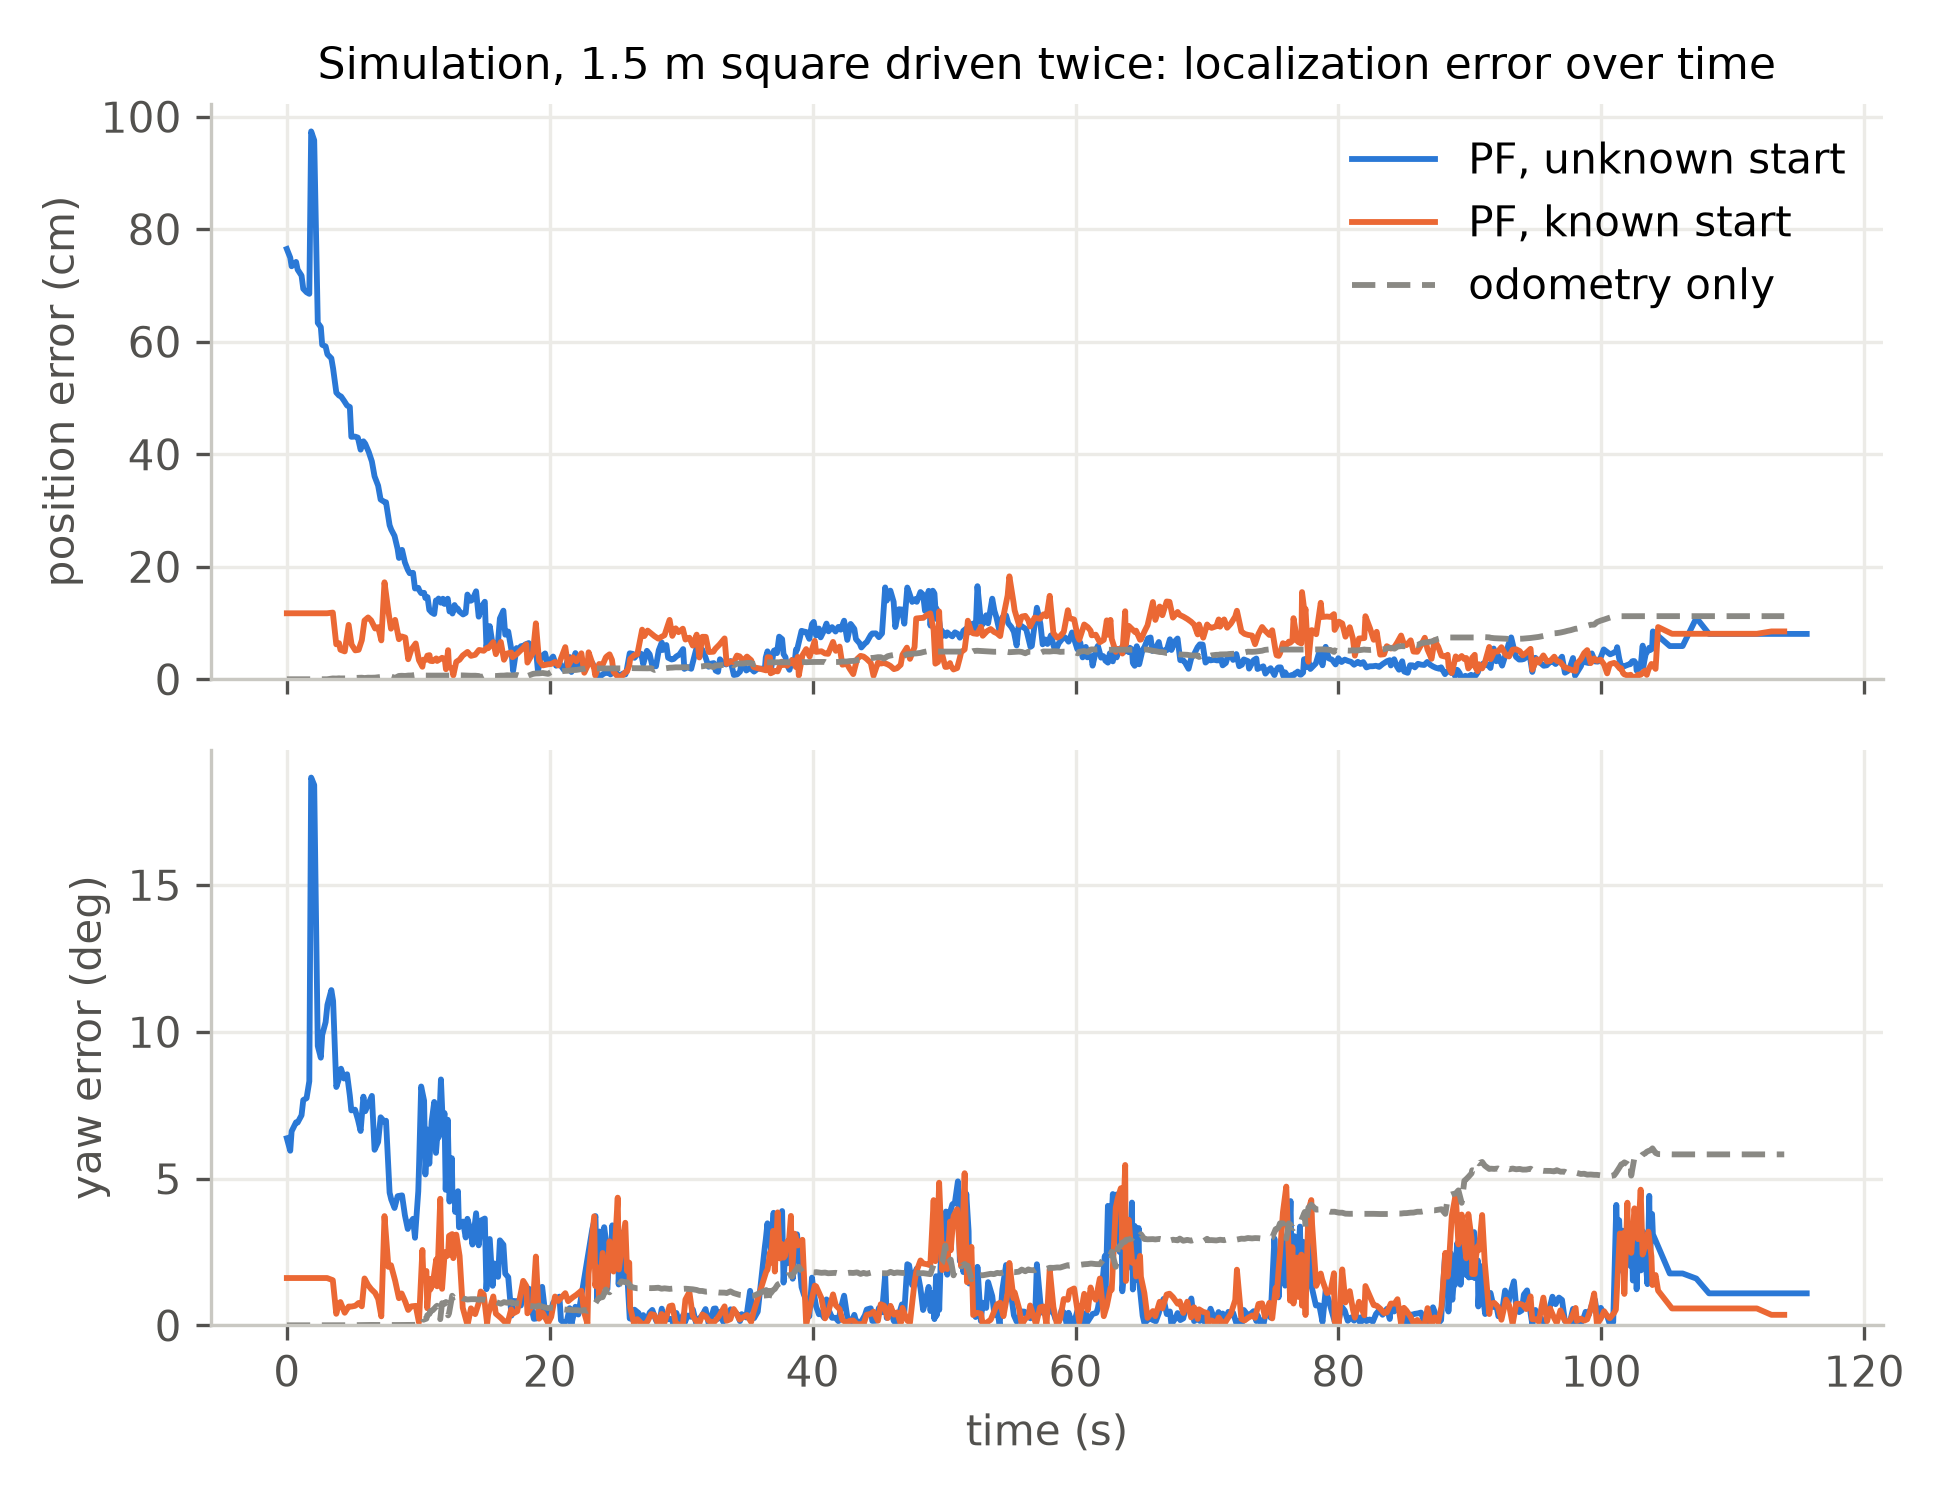 Simulation, 1.5 m square driven twice: localization error over time
100
80
60
40
20
0
position error (cm)
PF, unknown start
PF, known start
odometry only
15
10
5
0
yaw error (deg)
0 20 40 60 80 100 120
time (s)